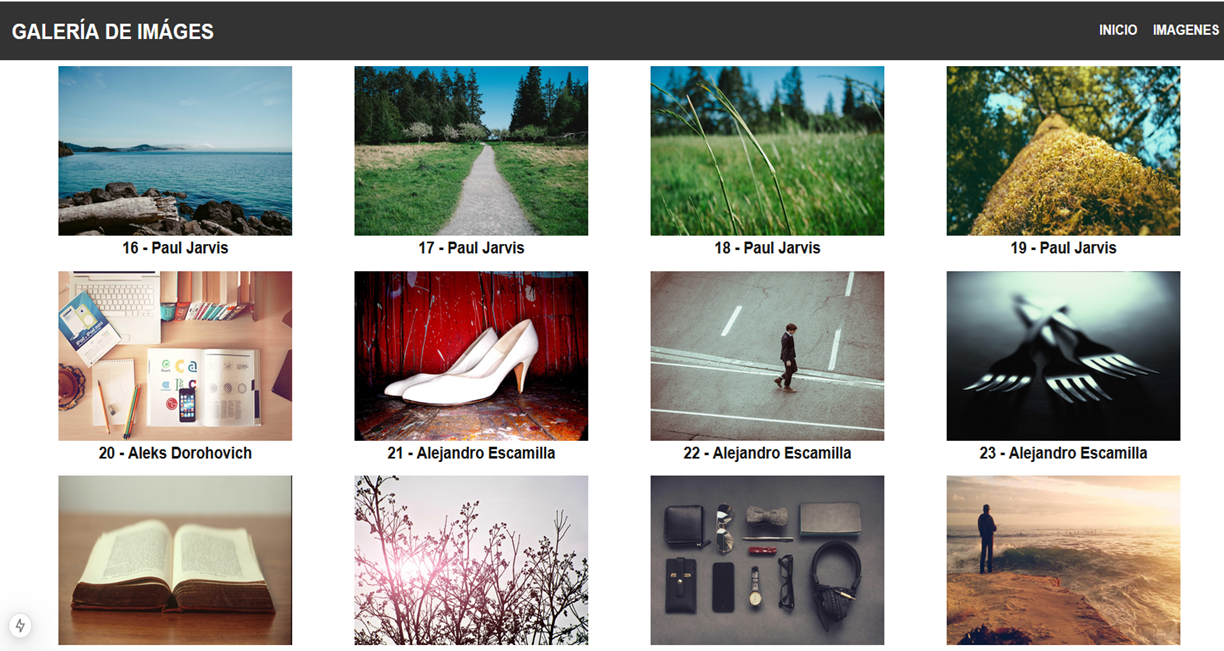 GALERÍA DE IMÁGES
INICIO IMAGENES
16 - Paul Jarvis
17 - Paul Jarvis
18 - Paul Jarvis
19 - Paul Jarvis
20 - Aleks Dorohovich
21 - Alejandro Escamilla
22 - Alejandro Escamilla
23 - Alejandro Escamilla